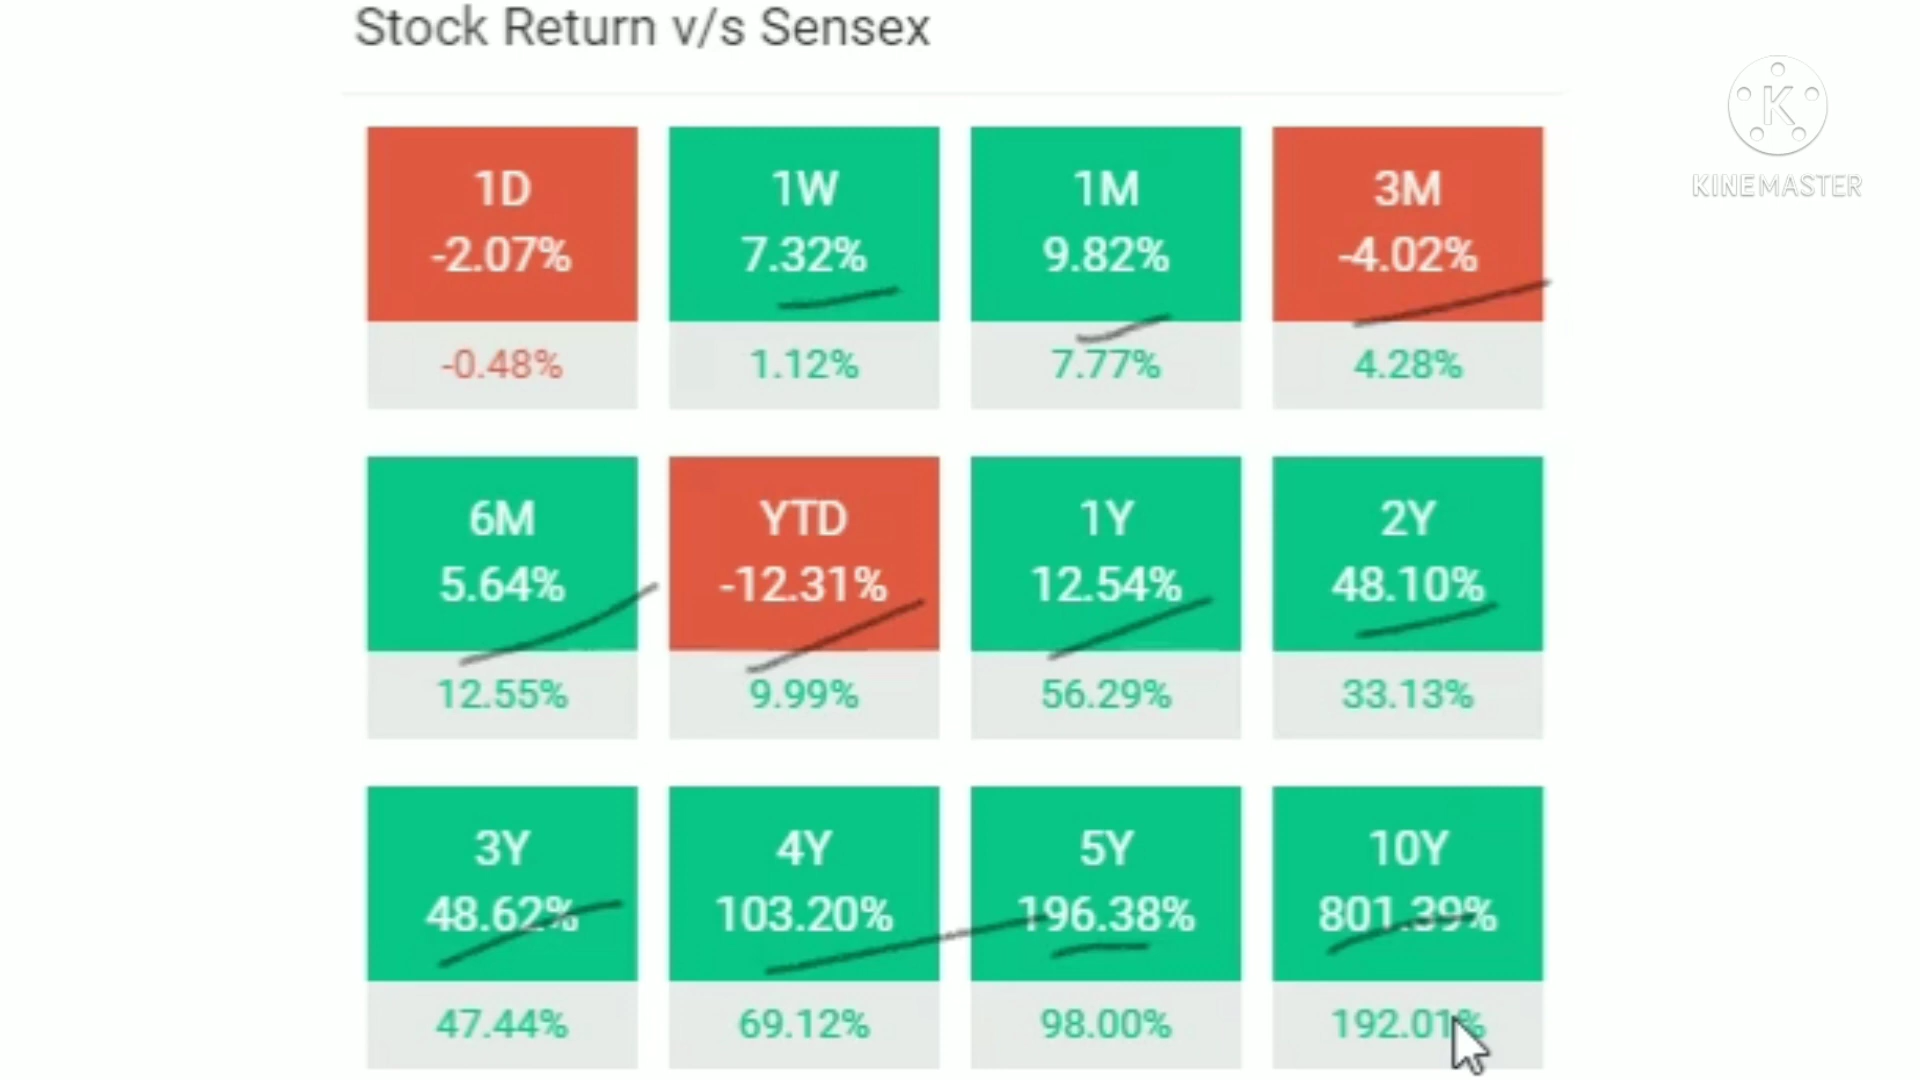 Stock Return v/s Sensex
K
KINEMASTER
1D 1W 1M 3M
-2.07% 7.32% 9.82% -4.02%
-0.48% 1.12% 7.77% 4.28%
6M YTD 1Y 2Y
5.64% -12.31% 12.54% 48.10%
12.55% 9.99% 56.29% 33.13%
3Y 4Y 5Y 10Y
48.62% 103.20% 196.38% 801.39%
47.44% 69.12% 98.00% 192.01%